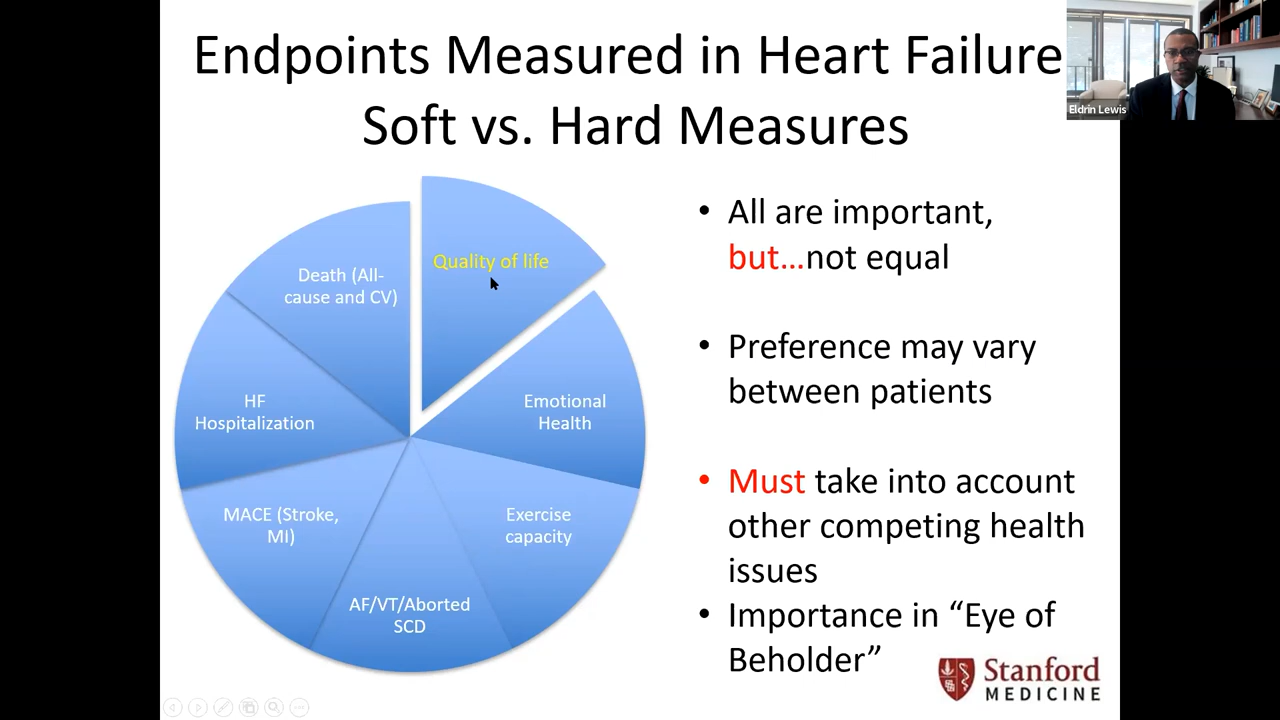 Endpoints Measured in Heart Failure
Soft vs. Hard Measures
Eldrin Lewis
Quality of life
Death (All-
cause and CV)
HF
Hospitalization
Emotional
Health
MACE (Stroke,
MI)
Exercise
capacity
AF/VT/Aborted
SCD
• All are important,
but...not equal
• Preference may vary
between patients
• Must take into account
other competing health
issues
• Importance in “Eye of
Beholder”
Stanford
MEDICINE